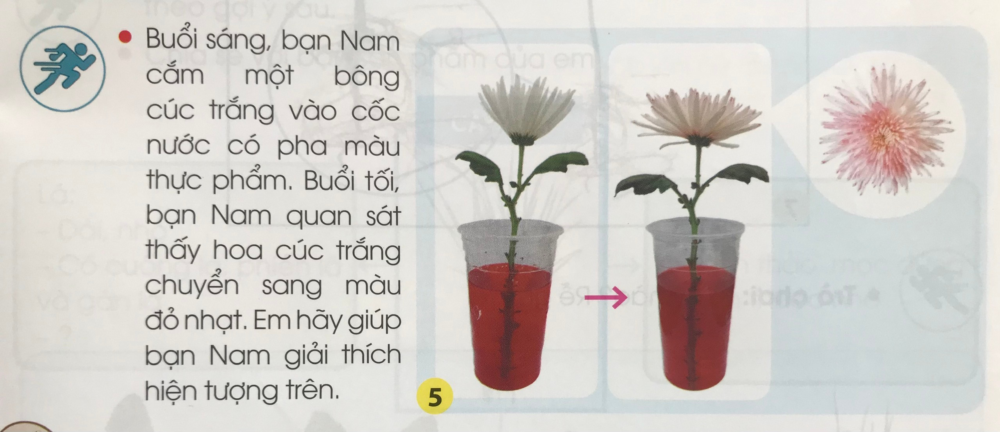 Buổi sáng, bạn Nam
cắm một bông
cúc trắng vào cốc
nước có pha màu
thực phẩm. Buổi tối,
bạn Nam quan sát
thấy hoa cúc trắng
chuyển sang màu
đỏ nhạt. Em hãy giúp
bạn Nam giải thích
hiện tượng trên.
5